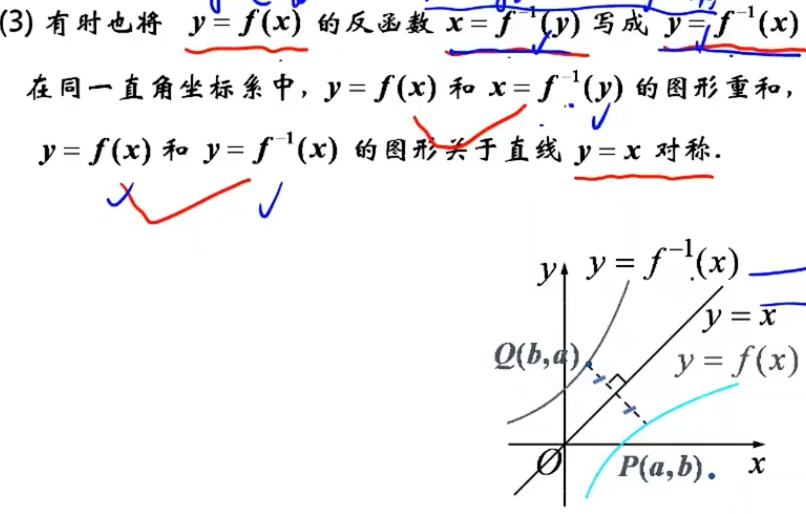 (3) 有时也将 y = f(x) 的反函数 x = f⁻¹(y) 写成 y = f⁻¹(x)
在同一直角坐标系中，y = f(x) 和 x = f⁻¹(y) 的图形重和，
y = f(x) 和 y = f⁻¹(x) 的图形关于直线 y = x 对称.
y y = f⁻¹(x)
y = x
Q(b,a) y = f(x)
O P(a,b). x